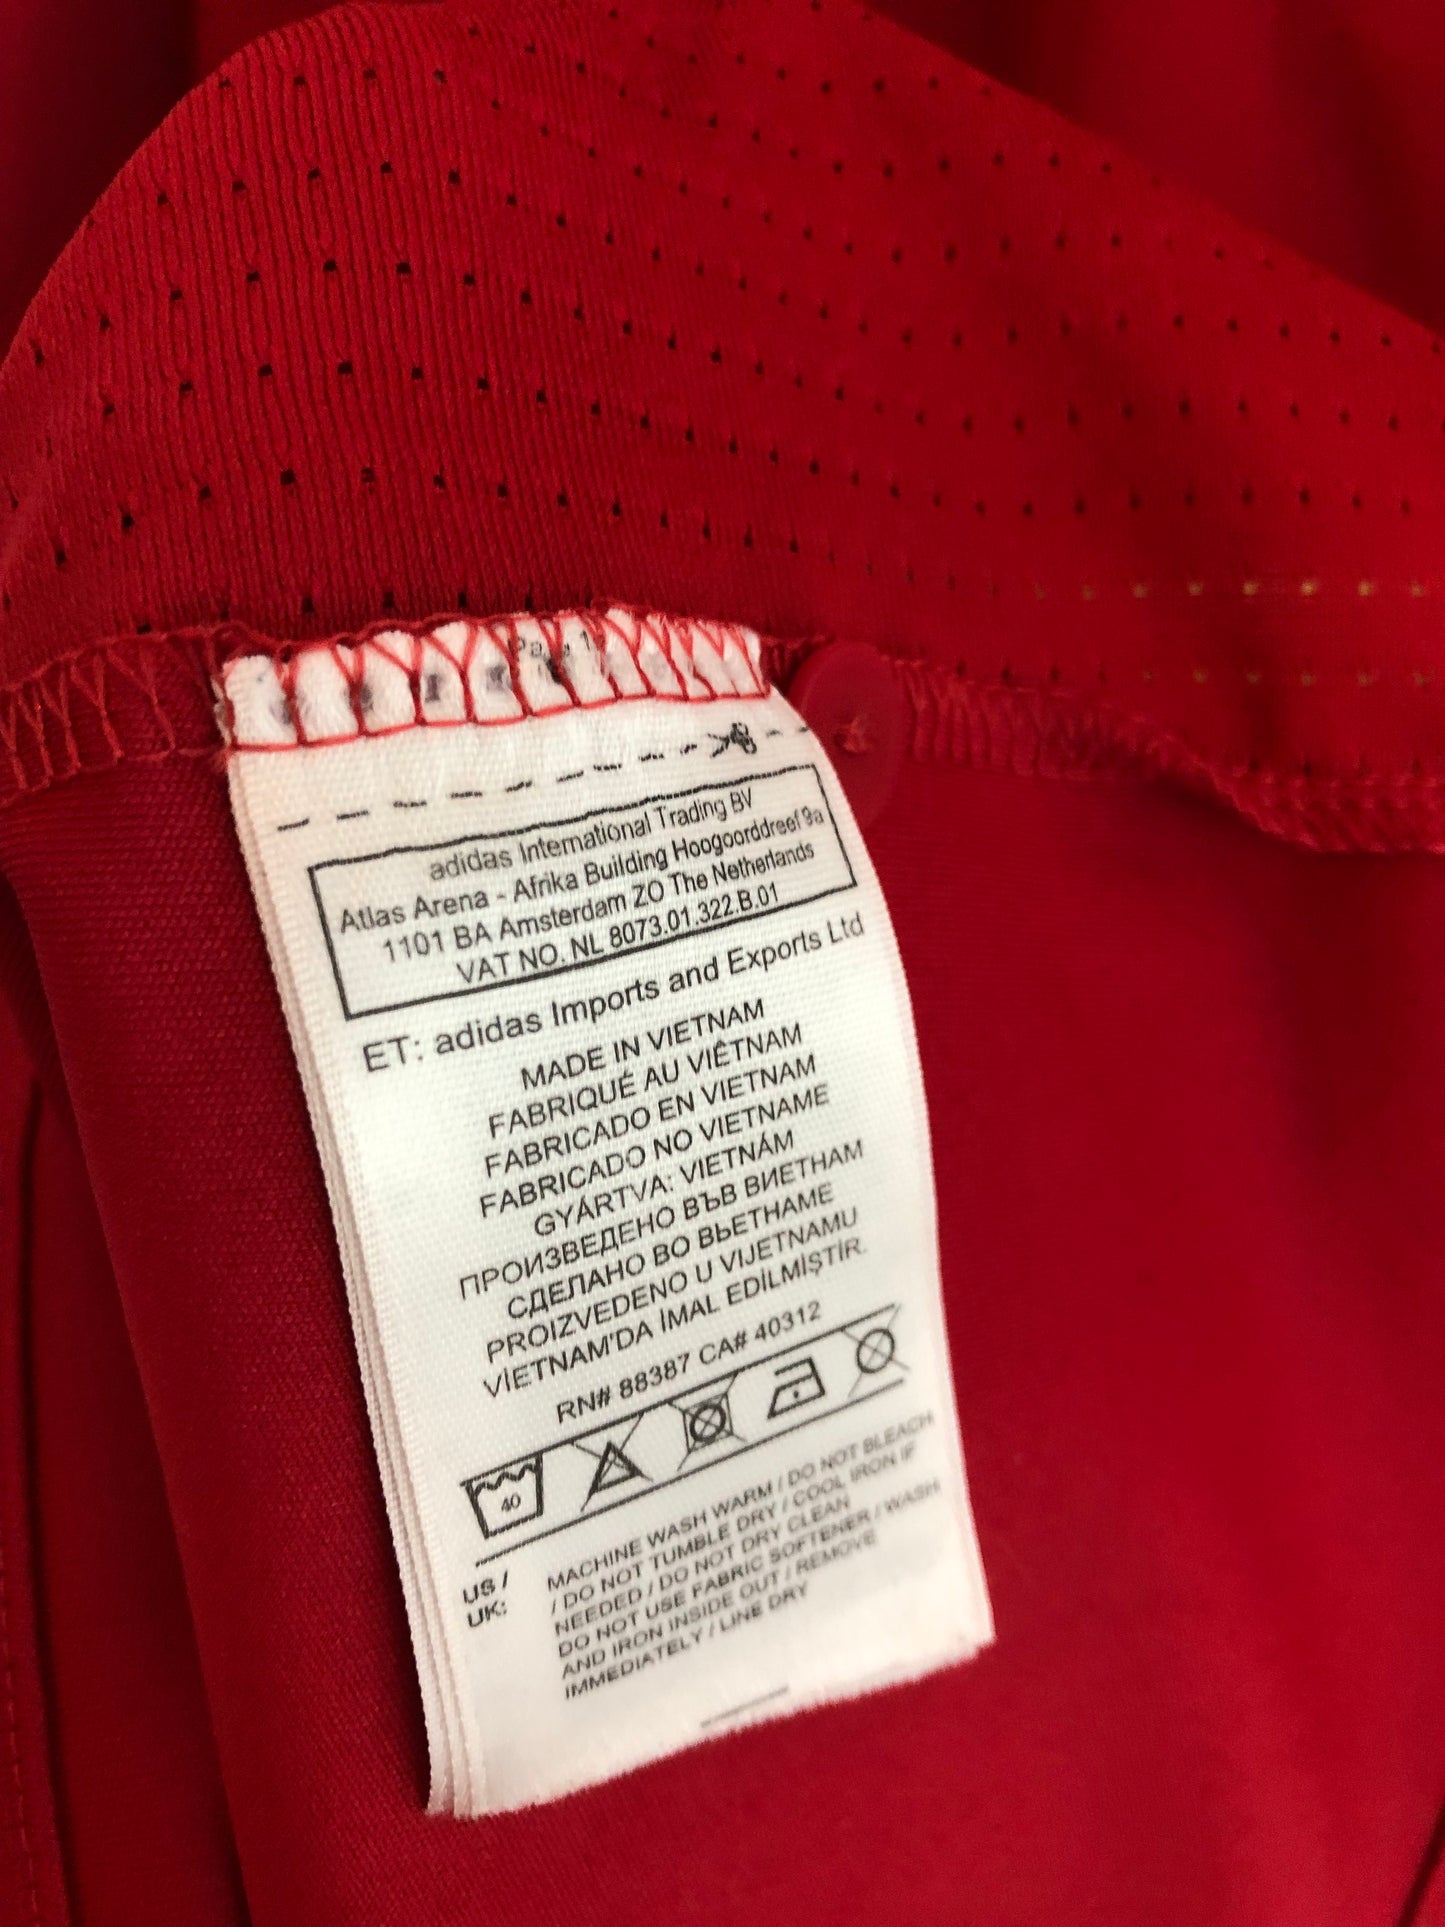 adidas International Trading BV
Atlas Arena - Afrika Building Hoogoorddreef 9a
1101 BA Amsterdam ZO The Netherlands
VAT NO. NL 8073.01.322.B.01
ET: adidas Imports and Exports Ltd
MADE IN VIETNAM
FABRIQUÉ AU VIÊTNAM
FABRICADO EN VIETNAM
FABRICADO NO VIETNAME
GYÁRTVA: VIETNÁM
ПРОИЗВЕДЕНО ВЪВ ВИЕТНАМ
СДЕЛАНО ВО ВЬЕТНАМЕ
PROIZVEDENO U VIJETNAMU
VİETNAM'DA İMAL EDİLMİŞTİR.
RN# 88387 CA# 40312
40
US /
UK:
MACHINE WASH WARM / DO NOT BLEACH
/ DO NOT TUMBLE DRY / COOL IRON IF
NEEDED / DO NOT DRY CLEAN
DO NOT USE FABRIC SOFTENER / WASH
AND IRON INSIDE OUT / REMOVE
IMMEDIATELY / LINE DRY